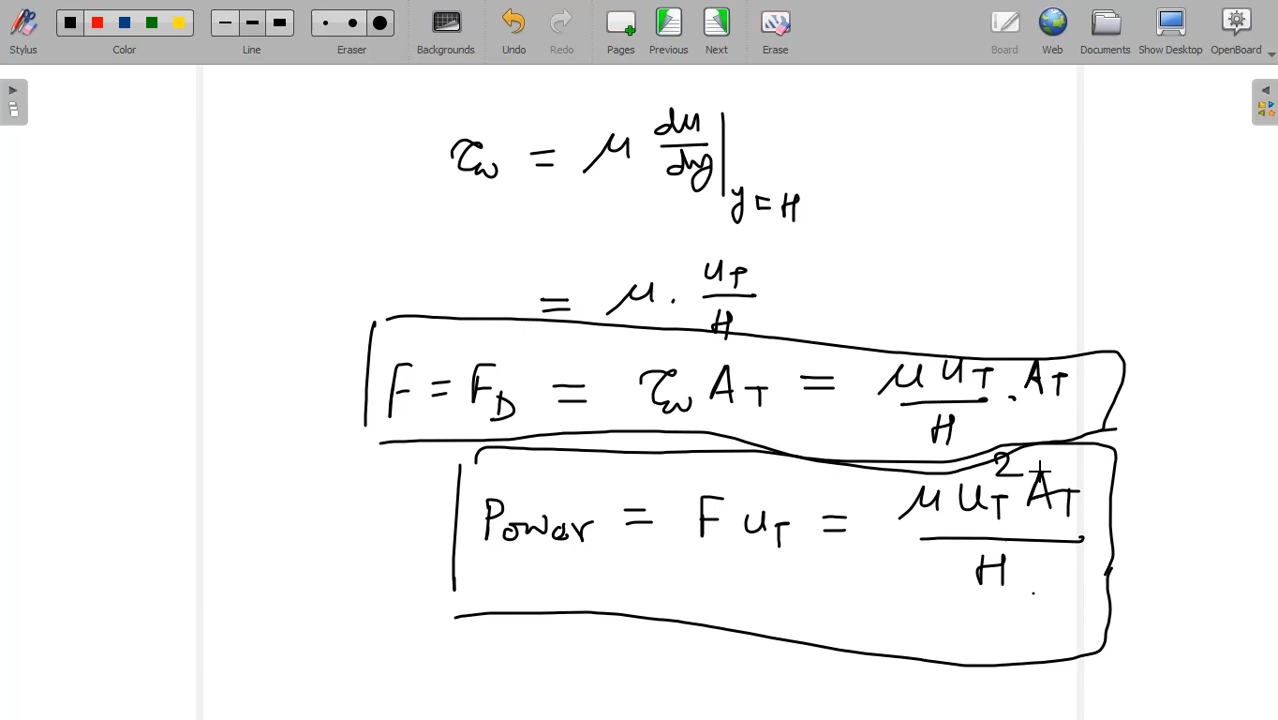 Stylus Color Line Eraser Backgrounds Undo Redo Pages Previous Next Erase Board Web Documents Show Desktop OpenBoard
τw = μ du/dy |y=H
= μ . uT/H
F = FD = τw AT = μ uT/H . AT
Power = F uT = μ uT² AT/H